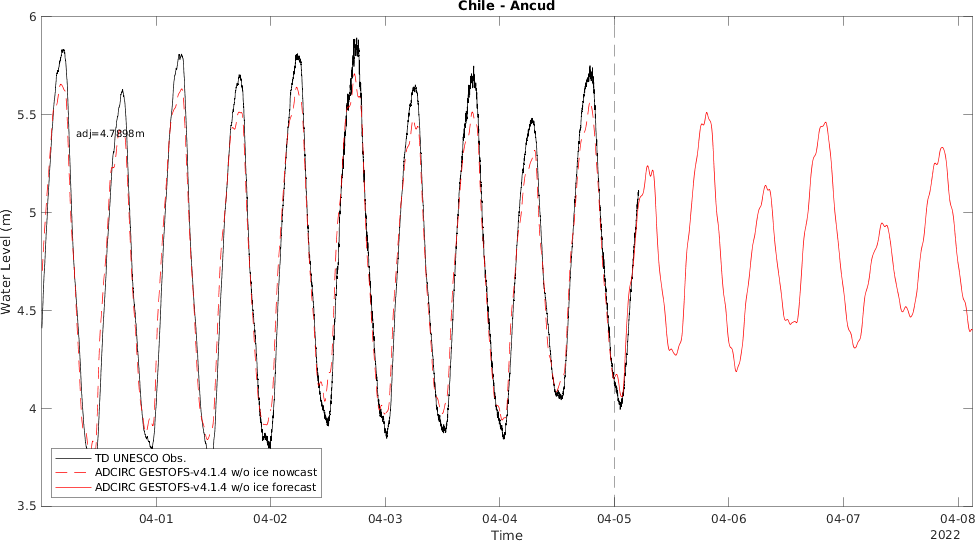 Chile - Ancud
6
5.5
5
4.5
4
3.5
Water Level (m)
adj=4.7898m
TD UNESCO Obs.
ADCIRC GESTOFS-v4.1.4 w/o ice nowcast
ADCIRC GESTOFS-v4.1.4 w/o ice forecast
04-01 04-02 04-03 04-04 04-05 04-06 04-07 04-08
Time
2022